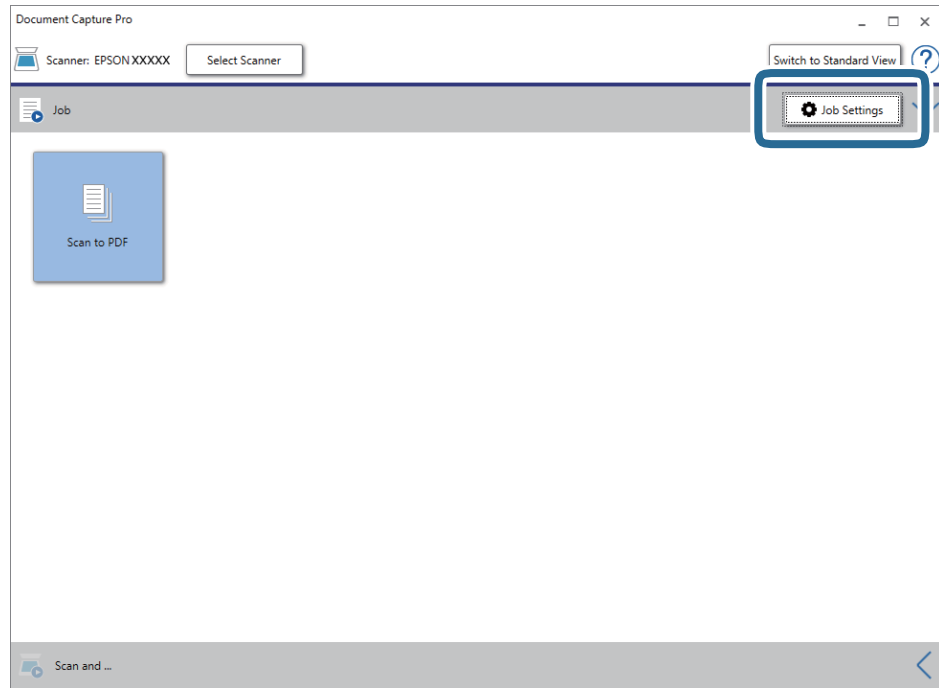 Document Capture Pro
Scanner: EPSON XXXXX
Select Scanner
Switch to Standard View
?
Job
Job Settings
Scan to PDF
Scan and ...